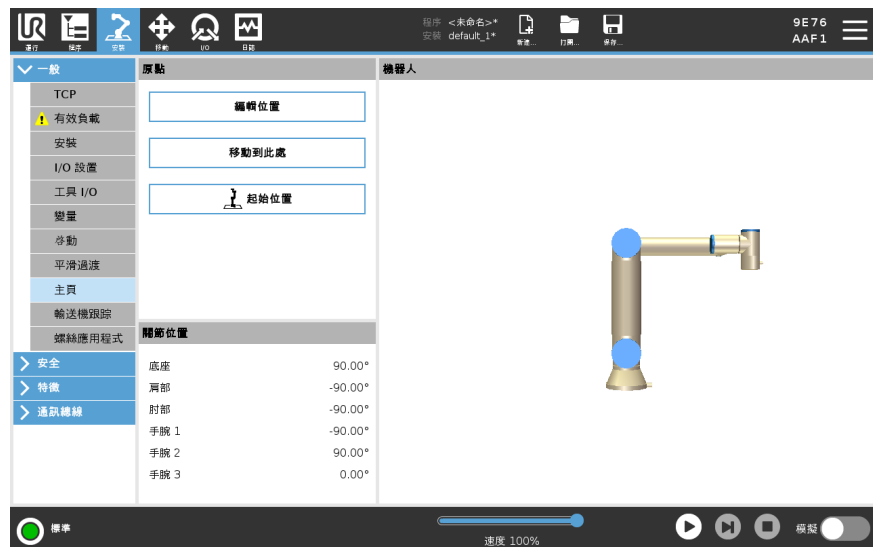 UR
运行
程序
安裝
移動
I/O
日誌
程序 <未命名>*
安裝 default_1*
新建...
打開...
保存...
9E76
AAF1
一般
TCP
有效負載
安裝
I/O 設置
工具 I/O
變量
啓動
平滑過渡
主頁
輸送機跟踪
螺絲應用程式
安全
特徵
通訊總線
原點
編輯位置
移動到此處
起始位置
關節位置
底座 90.00°
肩部 -90.00°
肘部 -90.00°
手腕 1 -90.00°
手腕 2 90.00°
手腕 3 0.00°
機器人
標準
速度 100%
模擬